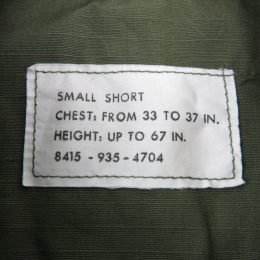 SMALL SHORT
CHEST: FROM 33 TO 37 IN.
HEIGHT: UP TO 67 IN.
8415 - 935 - 4704